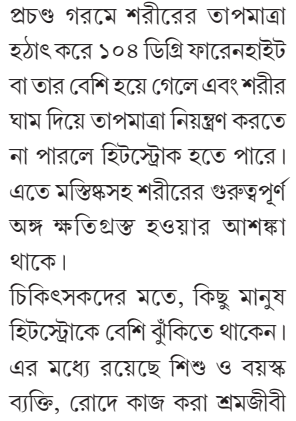 প্রচণ্ড গরমে শরীরের তাপমাত্রা
হঠাৎ করে ১০৪ ডিগ্রি ফারেনহাইট
বা তার বেশি হয়ে গেলে এবং শরীর
ঘাম দিয়ে তাপমাত্রা নিয়ন্ত্রণ করতে
না পারলে হিটস্ট্রোক হতে পারে।
এতে মস্তিষ্কসহ শরীরের গুরুত্বপূর্ণ
অঙ্গ ক্ষতিগ্রস্ত হওয়ার আশঙ্কা
থাকে।
চিকিৎসকদের মতে, কিছু মানুষ
হিটস্ট্রোকে বেশি ঝুঁকিতে থাকেন।
এর মধ্যে রয়েছে শিশু ও বয়স্ক
ব্যক্তি, রোদে কাজ করা শ্রমজীবী